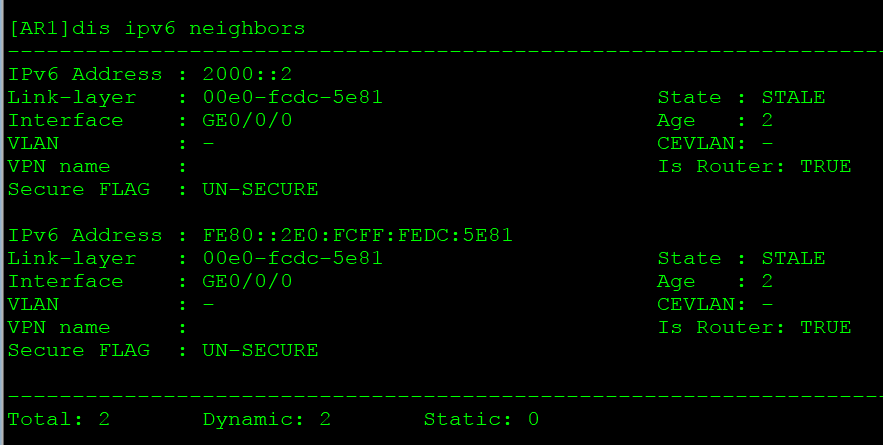 [AR1]dis ipv6 neighbors
--------------------------------------------------------------------
IPv6 Address : 2000::2
Link-layer   : 00e0-fcdc-5e81                     State : STALE
Interface    : GE0/0/0                            Age   : 2
VLAN         : -                                  CEVLAN: -
VPN name     :                                    Is Router: TRUE
Secure FLAG  : UN-SECURE

IPv6 Address : FE80::2E0:FCFF:FEDC:5E81
Link-layer   : 00e0-fcdc-5e81                     State : STALE
Interface    : GE0/0/0                            Age   : 2
VLAN         : -                                  CEVLAN: -
VPN name     :                                    Is Router: TRUE
Secure FLAG  : UN-SECURE

--------------------------------------------------------------------
Total: 2       Dynamic: 2       Static: 0